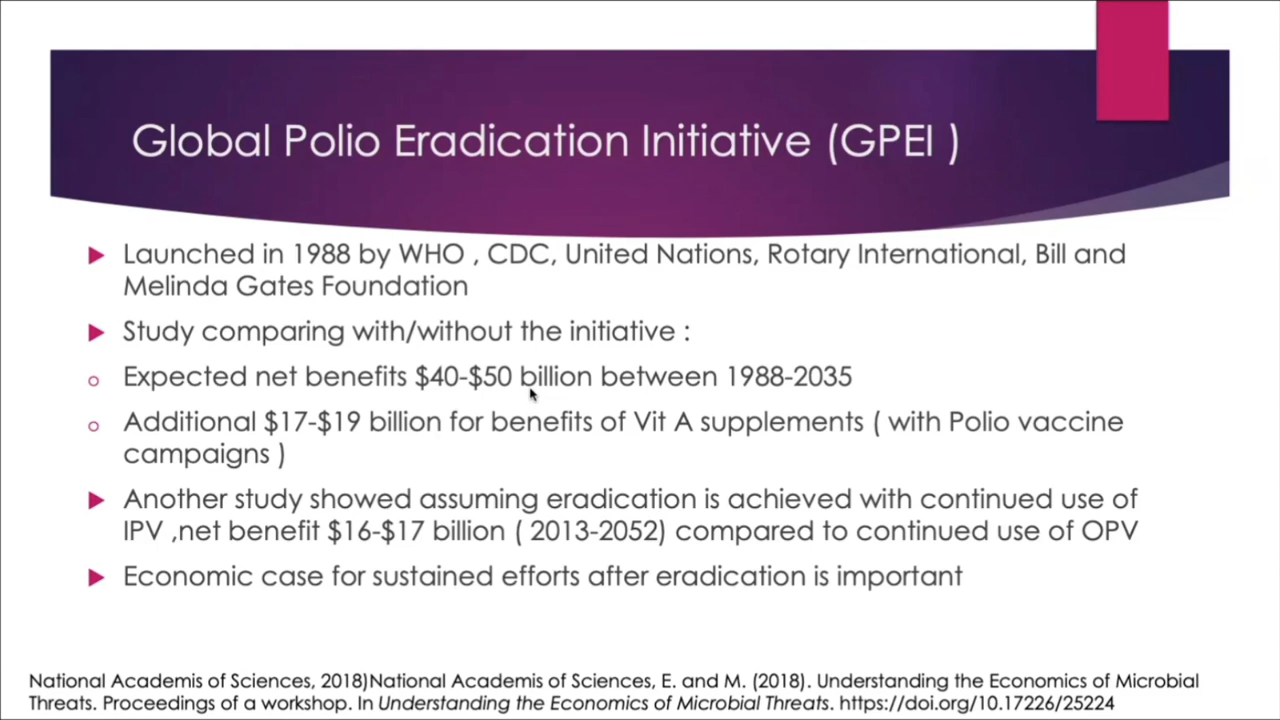 Global Polio Eradication Initiative (GPEI )
Launched in 1988 by WHO , CDC, United Nations, Rotary International, Bill and
Melinda Gates Foundation
Study comparing with/without the initiative :
Expected net benefits $40-$50 billion between 1988-2035
Additional $17-$19 billion for benefits of Vit A supplements ( with Polio vaccine
campaigns )
Another study showed assuming eradication is achieved with continued use of
IPV ,net benefit $16-$17 billion ( 2013-2052) compared to continued use of OPV
Economic case for sustained efforts after eradication is important
National Academis of Sciences, 2018)National Academis of Sciences, E. and M. (2018). Understanding the Economics of Microbial
Threats. Proceedings of a workshop. In Understanding the Economics of Microbial Threats. https://doi.org/10.17226/25224